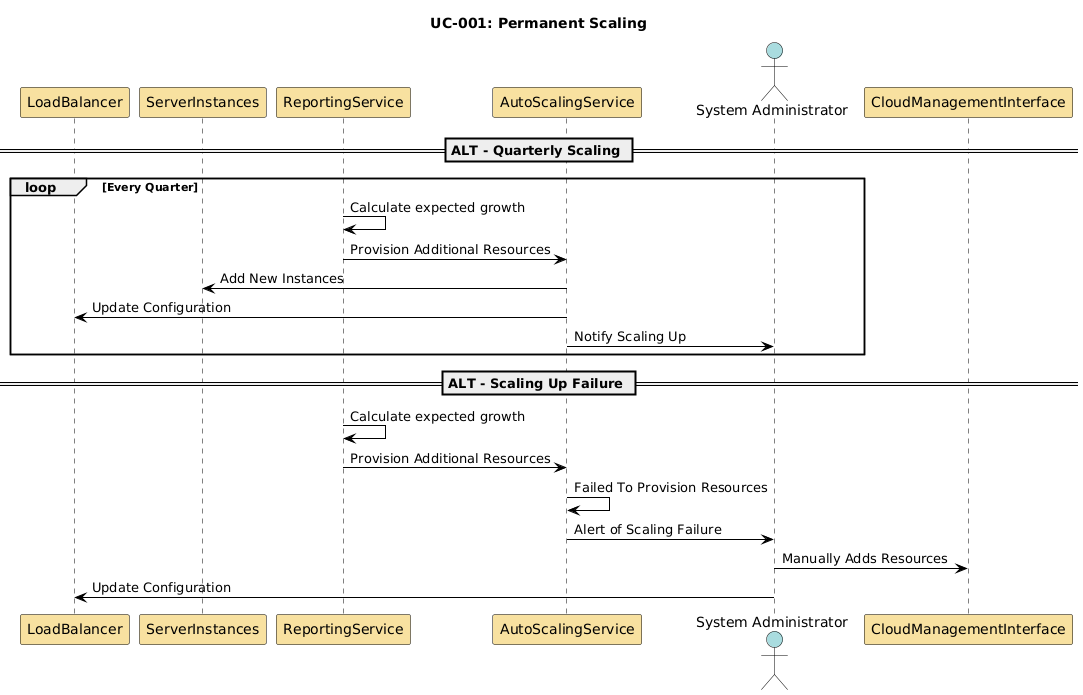 UC-001: Permanent Scaling
LoadBalancer
ServerInstances
ReportingService
AutoScalingService
System Administrator
CloudManagementInterface
ALT - Quarterly Scaling
loop
[Every Quarter]
Calculate expected growth
Provision Additional Resources
Add New Instances
Update Configuration
Notify Scaling Up
ALT - Scaling Up Failure
Calculate expected growth
Provision Additional Resources
Failed To Provision Resources
Alert of Scaling Failure
Manually Adds Resources
Update Configuration
LoadBalancer
ServerInstances
ReportingService
AutoScalingService
System Administrator
CloudManagementInterface